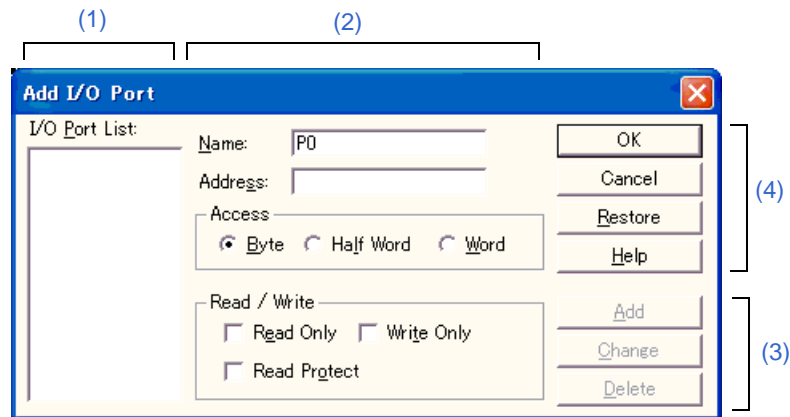 (1) (2)
Add I/O Port
I/O Port List:
Name: P0
Address:
Access
Byte Half Word Word
Read / Write
Read Only Write Only
Read Protect
OK
Cancel
Restore
Help
(4)
Add
Change
Delete
(3)